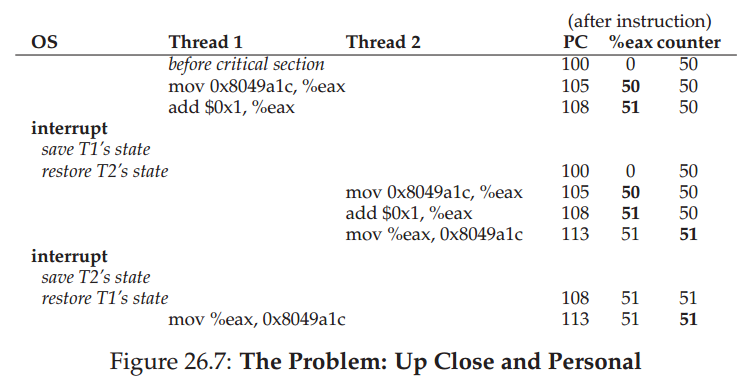 (after instruction)
OS Thread 1 Thread 2 PC %eax counter
before critical section 100 0 50
mov 0x8049a1c, %eax 105 50 50
add $0x1, %eax 108 51 50
interrupt
save T1's state
restore T2's state 100 0 50
mov 0x8049a1c, %eax 105 50 50
add $0x1, %eax 108 51 50
mov %eax, 0x8049a1c 113 51 51
interrupt
save T2's state
restore T1's state 108 51 51
mov %eax, 0x8049a1c 113 51 51
Figure 26.7: The Problem: Up Close and Personal